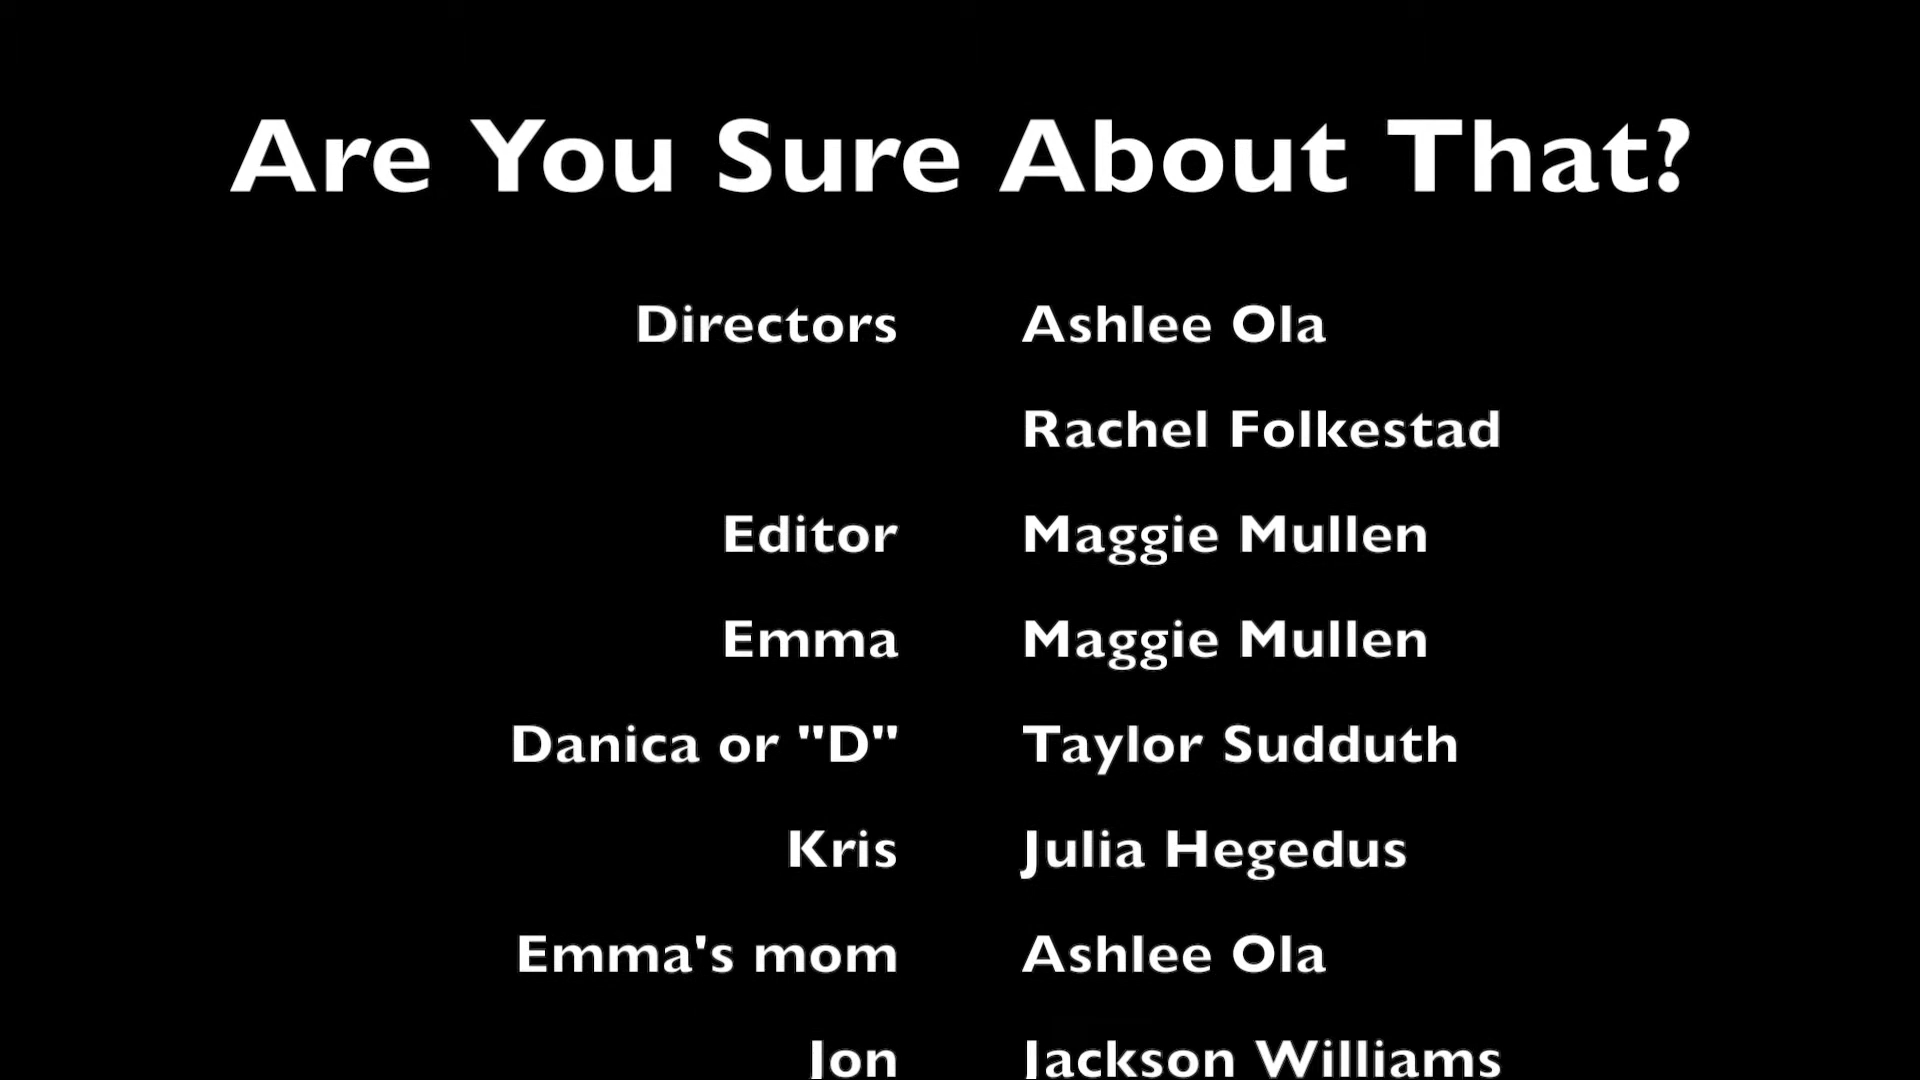 Are You Sure About That?
Directors Ashlee Ola
Rachel Folkestad
Editor Maggie Mullen
Emma Maggie Mullen
Danica or "D" Taylor Sudduth
Kris Julia Hegedus
Emma's mom Ashlee Ola
Jon Jackson Williams